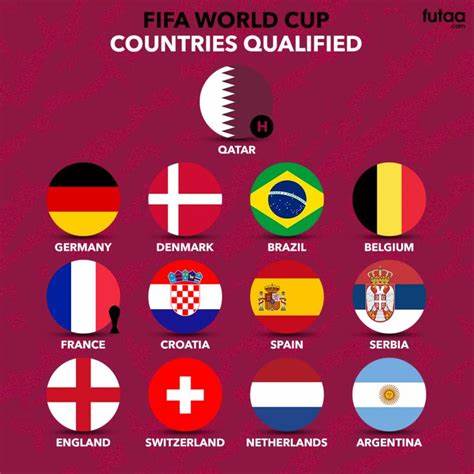 FIFA WORLD CUP
futaa
.com
COUNTRIES QUALIFIED
H
QATAR
GERMANY DENMARK BRAZIL BELGIUM
FRANCE CROATIA SPAIN SERBIA
ENGLAND SWITZERLAND NETHERLANDS ARGENTINA